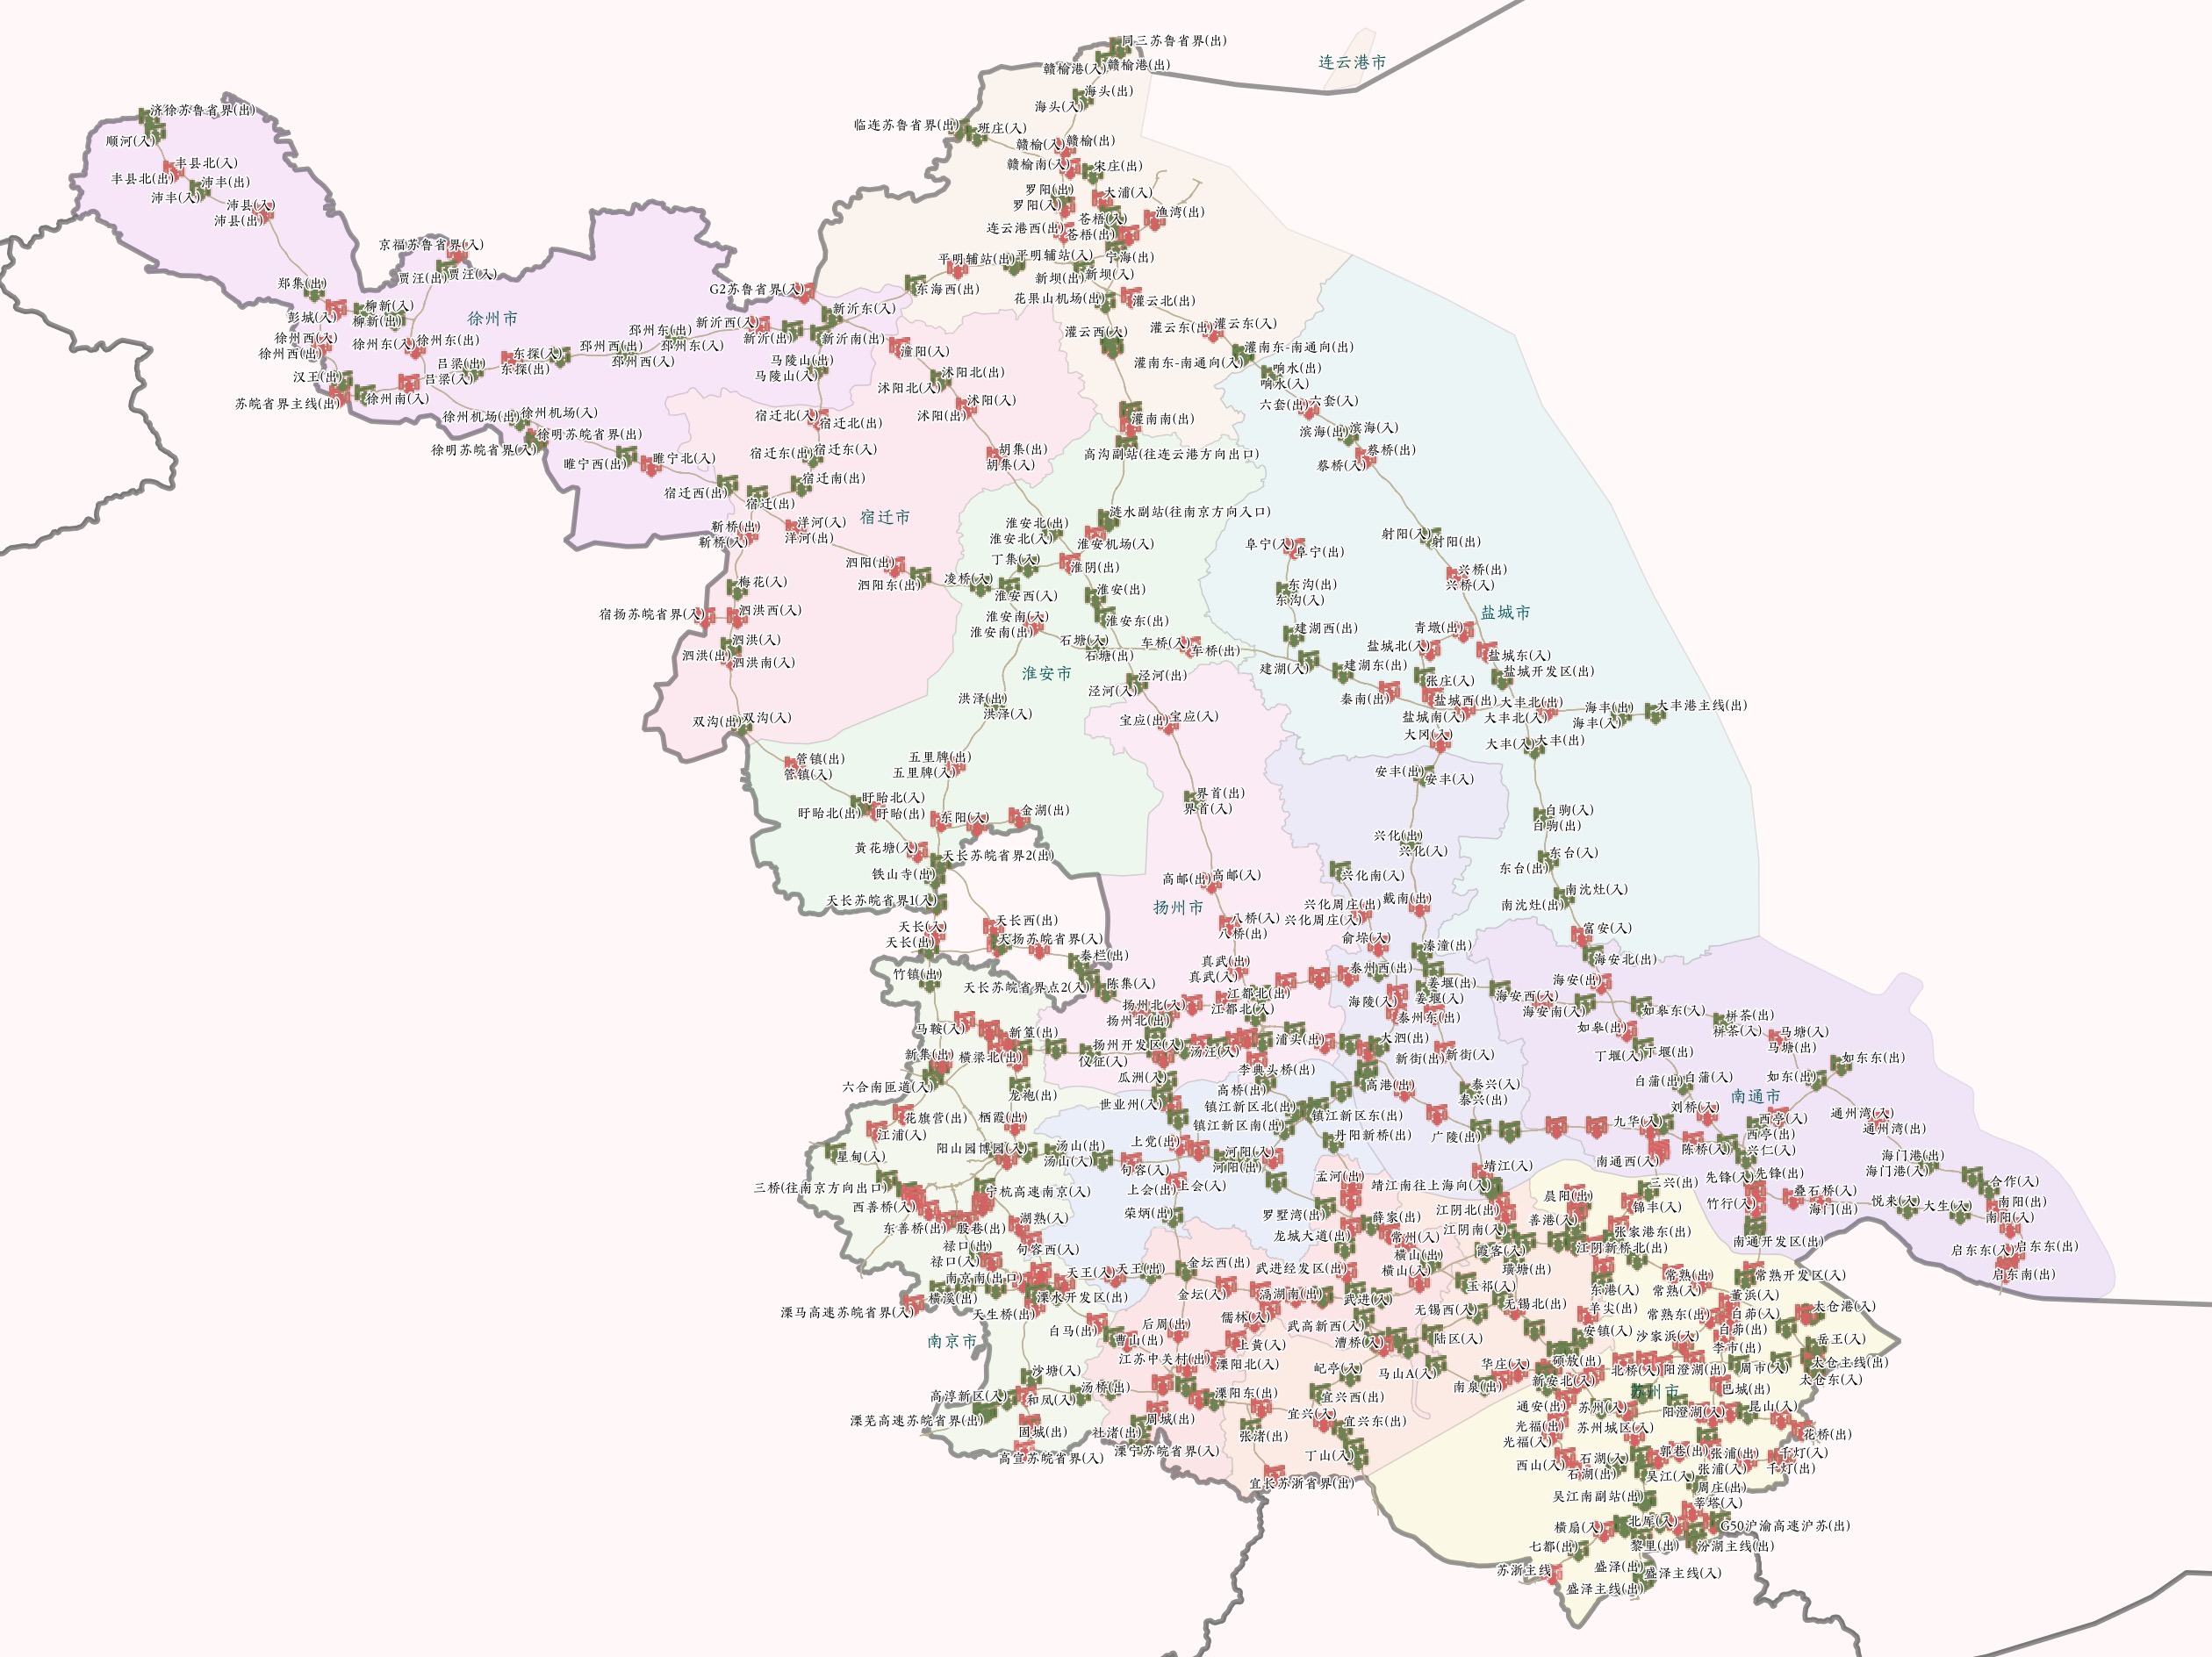 同三苏鲁省界(出)
连云港市
赣榆港(入)
赣榆港(出)
海头(出)
海头(入)
济徐苏鲁省界(出)
临连苏鲁省界(出)
班庄(入)
顺河(入)
赣榆(入)
赣榆(出)
丰县北(入)
赣榆南(入)
宋庄(出)
丰县北(出)
沛丰(出)
罗阳(出)
大浦(入)
沛丰(入)
沛县(入)
罗阳(入)
渔湾(出)
沛县(出)
苍梧(入)
连云港西(出)
苍梧(出)
京福苏鲁省界(入)
平明辅站(出)
平明辅站(入)
宁海(出)
贾汪(出)
贾汪(入)
新坝(出)
新坝(入)
郑集(出)
G2苏鲁省界(入)
东海西(出)
花果山机场(出)
灌云北(出)
彭城(入)
柳新(入)
柳新(出)
徐州市
新沂西(入)
新沂东(入)
灌云东(出)
灌云东(入)
徐州西(入)
徐州西(出)
徐州东(入)
徐州东(出)
邳州东(出)
邳州西(出)
邳州东(入)
新沂(出)
新沂南(出)
灌云西(入)
潼阳(入)
灌南东-南通向(出)
灌南东-南通向(入)
东探(入)
东探(出)
邳州西(入)
吕梁(出)
吕梁(入)
马陵山(出)
马陵山(入)
汉王(出)
苏皖省界主线(出)
徐州南(入)
沭阳北(出)
沭阳北(入)
响水(出)
响水(入)
沭阳(入)
沭阳(出)
六套(出)
六套(入)
徐州机场(出)
徐州机场(入)
宿迁北(入)
宿迁北(出)
灌南南(出)
滨海(出)
滨海(入)
徐明苏皖省界(出)
徐明苏皖省界(入)
宿迁东(出)
宿迁东(入)
胡集(出)
胡集(入)
高沟副站(往连云港方向出口)
蔡桥(出)
蔡桥(入)
睢宁西(出)
睢宁北(入)
宿迁西(出)
宿迁南(出)
宿迁(出)
宿迁市
涟水副站(往南京方向入口)
靳桥(出)
靳桥(入)
洋河(入)
洋河(出)
淮安北(出)
淮安北(入)
淮安机场(入)
射阳(入)
射阳(出)
阜宁(入)
阜宁(出)
泗阳(出)
泗阳东(出)
丁集(入)
淮阴(出)
兴桥(出)
兴桥(入)
梅花(入)
凌桥(入)
淮安西(入)
淮安(出)
东沟(出)
东沟(入)
宿扬苏皖省界(入)
泗洪西(入)
淮安南(入)
淮安南(出)
淮安东(出)
盐城市
建湖西(出)
青墩(出)
泗洪(入)
泗洪(出)
泗洪南(入)
石塘(入)
石塘(出)
车桥(入)
车桥(出)
盐城北(入)
盐城东(入)
建湖(入)
建湖东(出)
盐城开发区(出)
淮安市
泾河(出)
泾河(入)
张庄(入)
洪泽(出)
洪泽(入)
秦南(出)
盐城西(出)
大丰北(出)
大丰北(入)
海丰(出)
海丰(入)
大丰港主线(出)
双沟(出)
双沟(入)
宝应(出)
宝应(入)
盐城南(入)
大冈(入)
大丰(入)
大丰(出)
管镇(出)
管镇(入)
五里牌(出)
五里牌(入)
安丰(出)
安丰(入)
盱眙北(入)
盱眙北(出)
盱眙(出)
界首(出)
界首(入)
东阳(入)
金湖(出)
白驹(入)
白驹(出)
兴化(出)
兴化(入)
黄花塘(入)
天长苏皖省界2(出)
铁山寺(出)
东台(入)
东台(出)
高邮(出)
高邮(入)
兴化南(入)
天长苏皖省界1(入)
扬州市
兴化周庄(出)
兴化周庄(入)
戴南(出)
南沈灶(入)
南沈灶(出)
天长(入)
天长(出)
天长西(出)
八桥(入)
八桥(出)
富安(入)
天扬苏皖省界(入)
俞垛(入)
溱潼(出)
秦栏(出)
真武(出)
真武(入)
泰州西(出)
海安北(出)
竹镇(出)
天长苏皖省界点2(入)
陈集(入)
姜堰(出)
姜堰(入)
海安(出)
海安西(入)
海安南(入)
扬州北(入)
扬州北(出)
江都北(出)
江都北(入)
海陵(入)
泰州东(出)
如皋东(入)
栟茶(出)
栟茶(入)
马塘(入)
马塘(出)
马鞍(入)
新篁(出)
如皋(出)
新集(出)
横梁北(出)
扬州开发区(入)
仪征(入)
汤汪(入)
浦头(出)
大泗(出)
新街(出)
新街(入)
丁堰(入)
丁堰(出)
如东东(出)
六合南匝道(入)
龙袍(出)
瓜洲(入)
李典头桥(出)
高桥(出)
高港(出)
泰兴(入)
泰兴(出)
白蒲(出)
白蒲(入)
如东(出)
南通市
世业州(入)
镇江新区北(出)
镇江新区东(出)
镇江新区南(出)
花旗营(出)
栖霞(出)
刘桥(入)
九华(入)
西亭(入)
西亭(出)
通州湾(入)
通州湾(出)
江浦(入)
广陵(出)
丹阳新桥(出)
星甸(入)
阳山园博园(入)
汤山(出)
汤山(入)
上党(出)
句容(入)
河阳(入)
河阳(出)
陈桥(入)
兴仁(入)
南通西(入)
海门港(出)
海门港(入)
靖江(入)
孟河(出)
靖江南往上海向(入)
三桥(往南京方向出口)
宁杭高速南京(入)
上会(出)
上会(入)
三兴(出)
先锋(入)
先锋(出)
合作(入)
晨阳(出)
锦丰(入)
竹行(入)
叠石桥(入)
海门(出)
悦来(入)
大生(入)
南阳(出)
南阳(入)
西善桥(入)
东善桥(出)
殷巷(出)
湖熟(入)
荣炳(出)
罗墅湾(出)
薛家(出)
江阴北(出)
江阴南(入)
善港(入)
张家港东(出)
南通开发区(出)
句容西(入)
龙城大道(出)
常州(入)
横山(出)
横山(入)
霞客(入)
江阴新桥北(出)
启东东(入)
启东东(出)
启东南(出)
禄口(出)
禄口(入)
南京南(出口)
天王(入)
天王(出)
金坛西(出)
武进经发区(出)
璜塘(出)
常熟(出)
常熟(入)
常熟开发区(入)
横溪(出)
溧水开发区(出)
金坛(入)
滆湖南(出)
武进(入)
玉祁(入)
东港(入)
董浜(入)
溧马高速苏皖省界(入)
天生桥(出)
儒林(入)
武高新西(入)
无锡西(入)
无锡北(出)
羊尖(出)
常熟东(出)
白茆(入)
白茆(出)
太仓港(入)
南京市
白马(出)
曹山(出)
后周(出)
上黄(入)
漕桥(入)
陆区(入)
安镇(入)
沙家浜(入)
李市(出)
岳王(入)
江苏中关村(出)
溧阳北(入)
硕放(出)
太仓主线(出)
沙塘(入)
屺亭(入)
马山A(入)
华庄(入)
北桥(入)
阳澄湖(出)
周市(入)
太仓东(入)
高淳新区(入)
和凤(入)
汤桥(出)
溧阳东(出)
宜兴西(出)
南泉(出)
新安北(入)
苏州市
巴城(出)
溧芜高速苏皖省界(出)
固城(出)
社渚(出)
周城(出)
张渚(出)
宜兴(入)
宜兴东(出)
通安(出)
苏州(入)
阳澄湖(入)
昆山(入)
高宣苏皖省界(入)
溧宁苏皖省界(入)
光福(出)
光福(入)
苏州城区(入)
花桥(出)
丁山(入)
西山(入)
石湖(入)
石湖(出)
郭巷(出)
张浦(出)
张浦(入)
千灯(入)
千灯(出)
宜长苏浙省界(出)
吴江(入)
吴江南副站(出)
周庄(出)
莘塔(入)
横扇(入)
北厍(入)
G50沪渝高速沪苏(出)
七都(出)
黎里(出)
汾湖主线(出)
苏浙主线
盛泽(出)
盛泽主线(入)
盛泽主线(出)